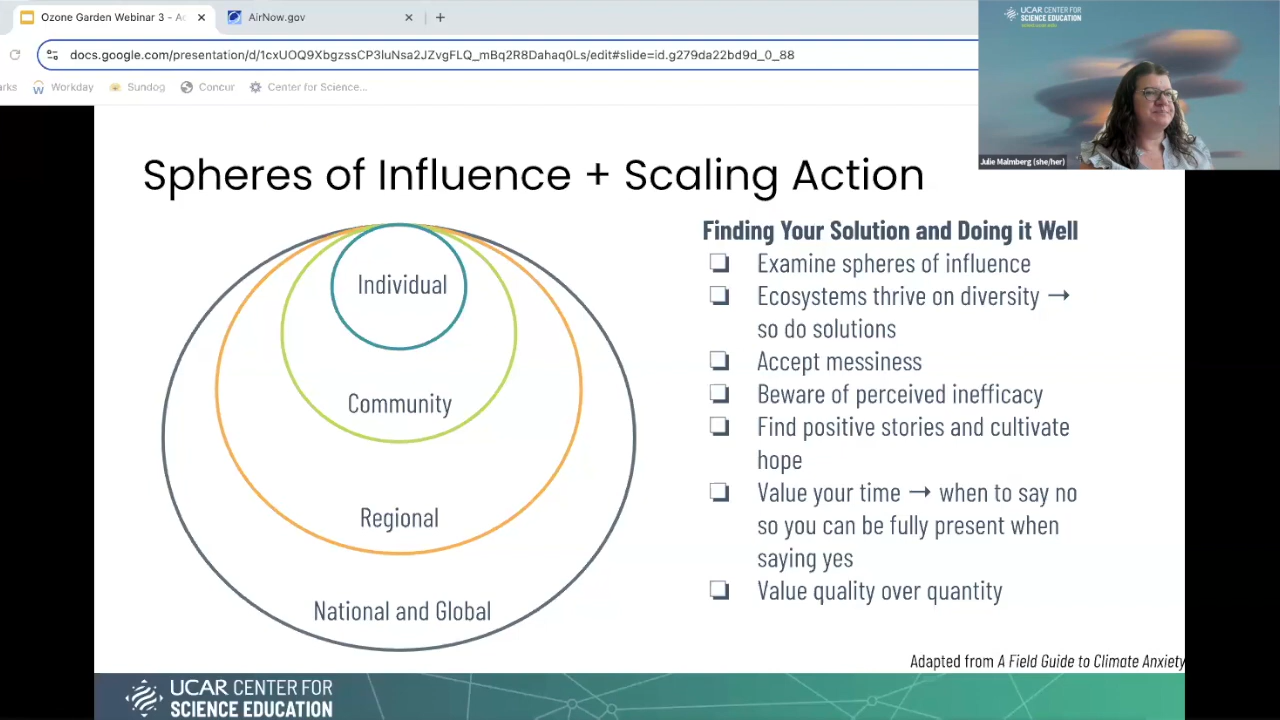 Ozone Garden Webinar 3 - Ac
AirNow.gov
docs.google.com/presentation/d/1cxUOQ9XbgzssCP3luNsa2JZvgFLQ_mBq2R8Dahaq0Ls/edit#slide=id.g279da22bd9d_0_88
arks
Workday
Sundog
Concur
Center for Science...
UCAR CENTER FOR
SCIENCE EDUCATION
Julie Malmberg (she/her)
Spheres of Influence + Scaling Action
Individual
Community
Regional
National and Global
Finding Your Solution and Doing it Well
❏ Examine spheres of influence
❏ Ecosystems thrive on diversity →
so do solutions
❏ Accept messiness
❏ Beware of perceived inefficacy
❏ Find positive stories and cultivate
hope
❏ Value your time → when to say no
so you can be fully present when
saying yes
❏ Value quality over quantity
Adapted from A Field Guide to Climate Anxiety
UCAR CENTER FOR
SCIENCE EDUCATION